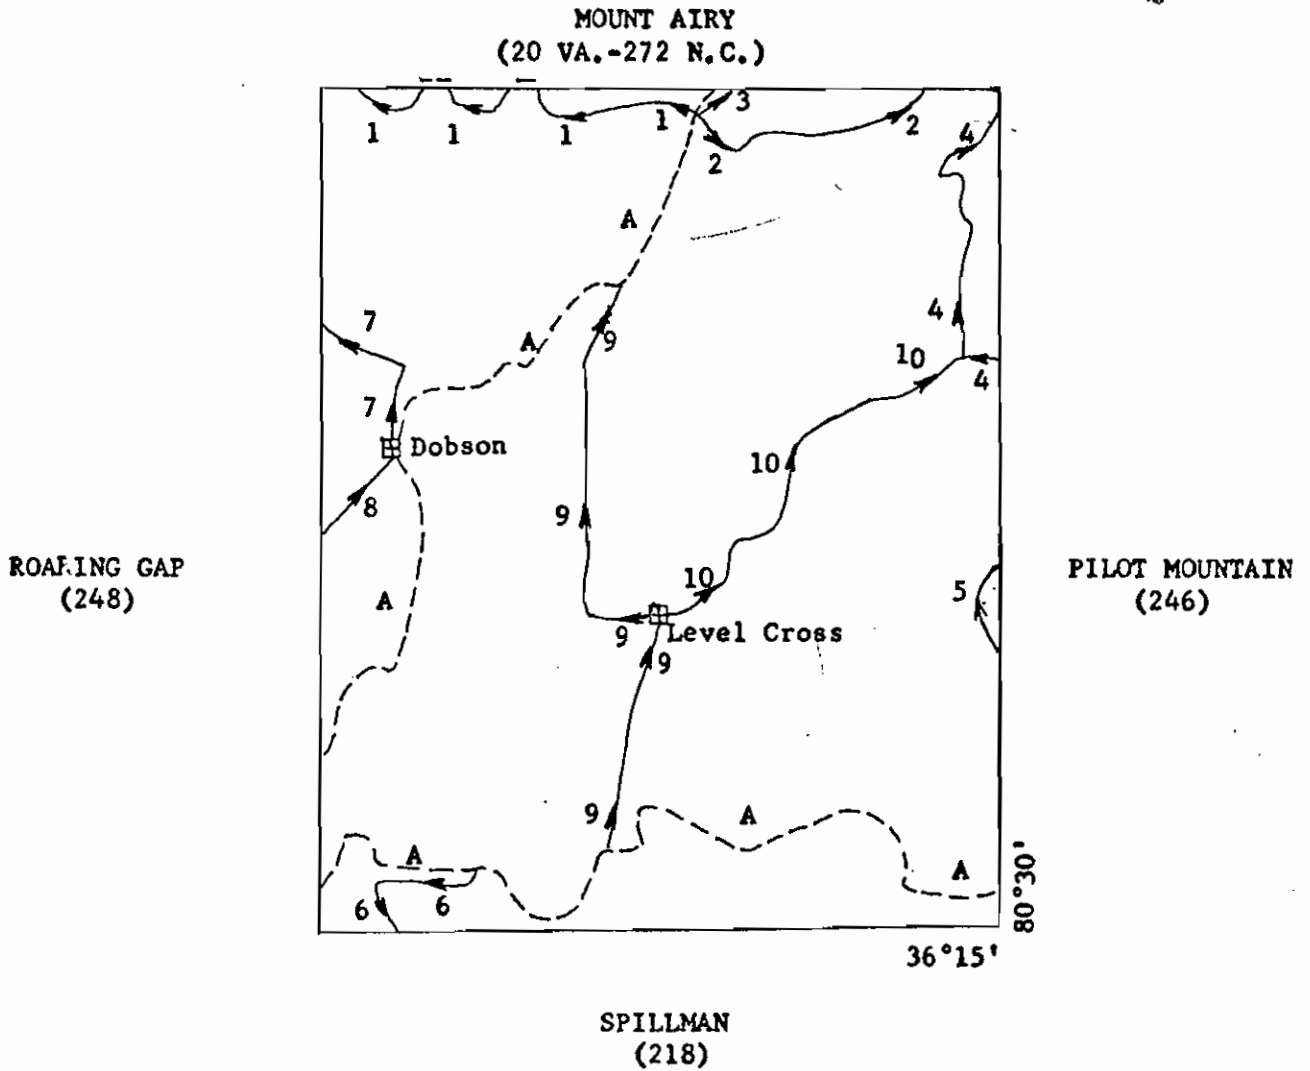 MOUNT AIRY
(20 VA.-272 N.C.)
3
1
1
1
1
2
2
4
A
7
A
9
4
10
4
7
Dobson
10
8
9
ROARING GAP
(248)
A
10
5
PILOT MOUNTAIN
(246)
9
Level Cross
9
9
A
A
A
6
6
80°30'
36°15'
SPILLMAN
(218)